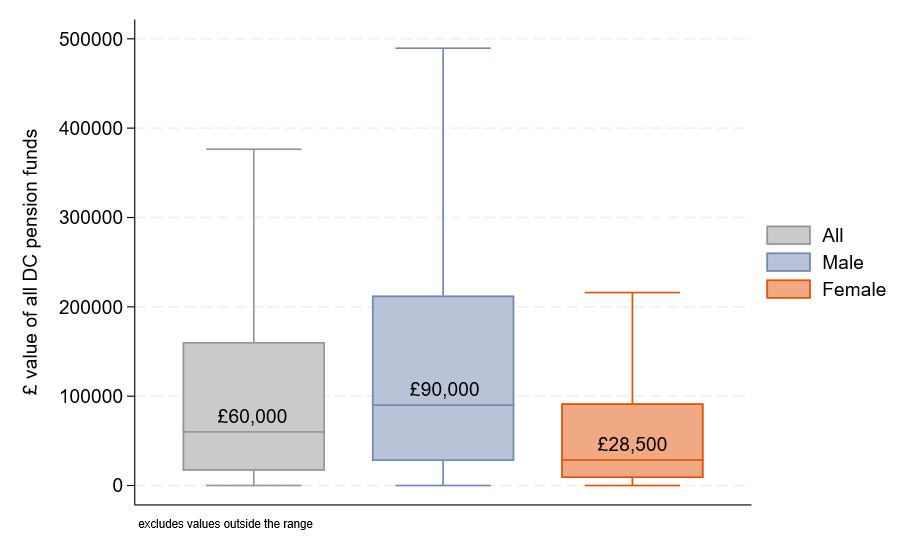 £ value of all DC pension funds
500000
400000
300000
200000
100000
0
£60,000
£90,000
£28,500
All
Male
Female
excludes values outside the range